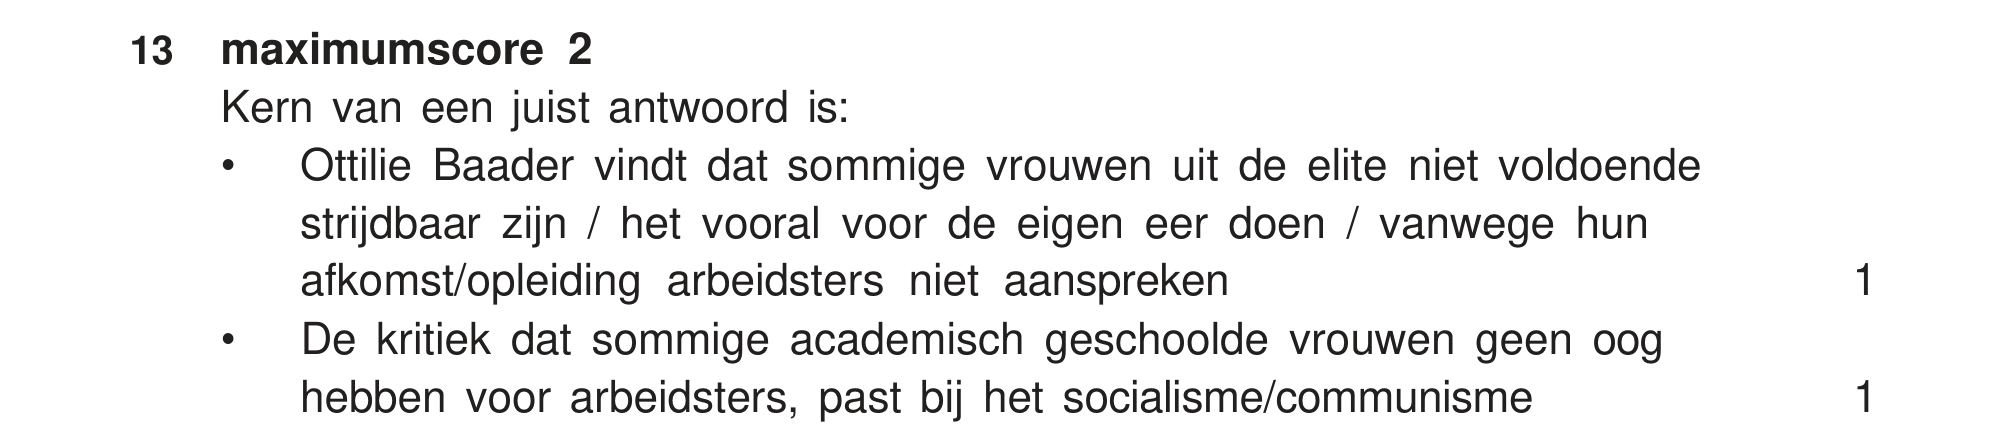 13 maximumscore 2
Kern van een juist antwoord is:
• Ottilie Baader vindt dat sommige vrouwen uit de elite niet voldoende
strijdbaar zijn / het vooral voor de eigen eer doen / vanwege hun
afkomst/opleiding arbeidsters niet aanspreken 1
• De kritiek dat sommige academisch geschoolde vrouwen geen oog
hebben voor arbeidsters, past bij het socialisme/communisme 1